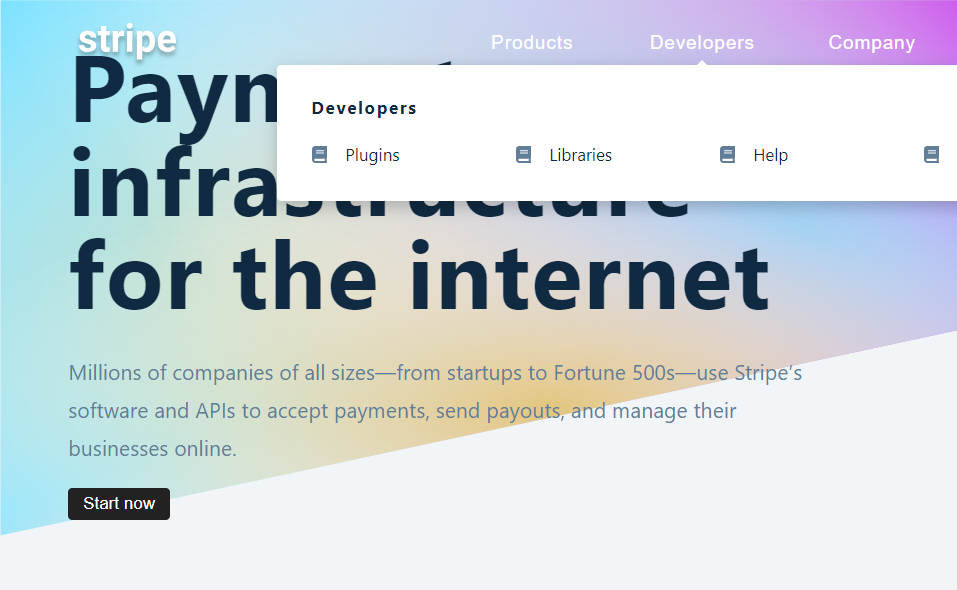 stripe
Products Developers Company
Developers
Plugins Libraries Help
infrastructure
for the internet
Millions of companies of all sizes—from startups to Fortune 500s—use Stripe's
software and APIs to accept payments, send payouts, and manage their
businesses online.
Start now